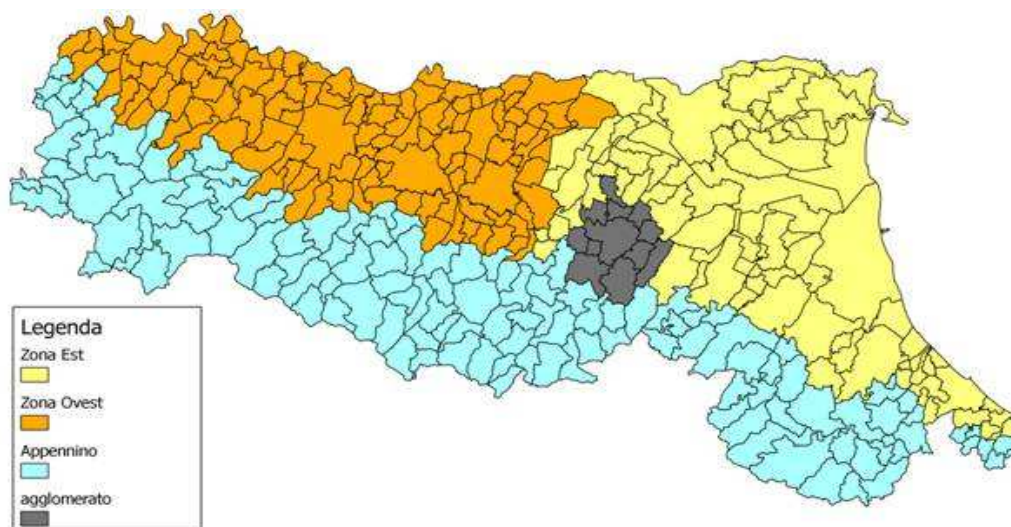 Legenda
Zona Est
Zona Ovest
Appennino
agglomerato